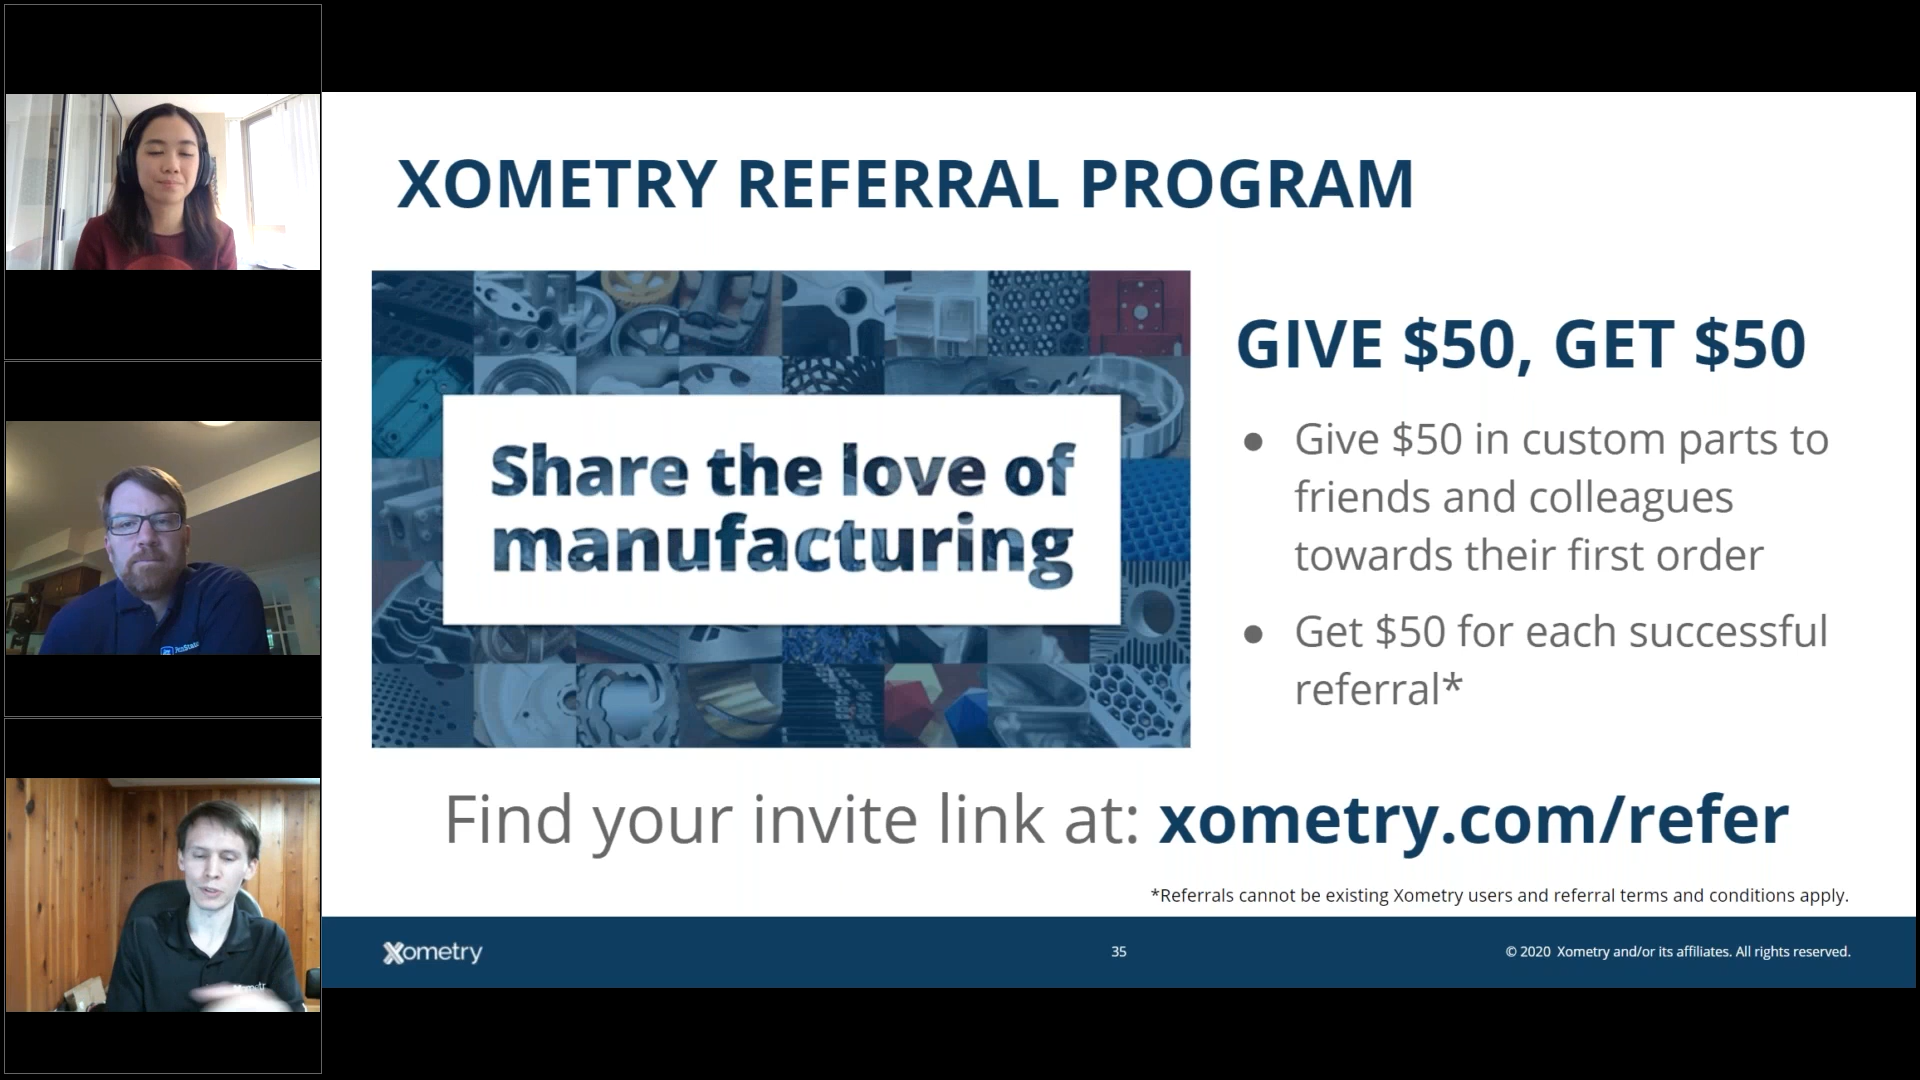 XOMETRY REFERRAL PROGRAM
Share the love of
manufacturing
GIVE $50, GET $50
● Give $50 in custom parts to
friends and colleagues
towards their first order
● Get $50 for each successful
referral*
Find your invite link at: xometry.com/refer
*Referrals cannot be existing Xometry users and referral terms and conditions apply.
Xometry
35
© 2020 Xometry and/or its affiliates. All rights reserved.